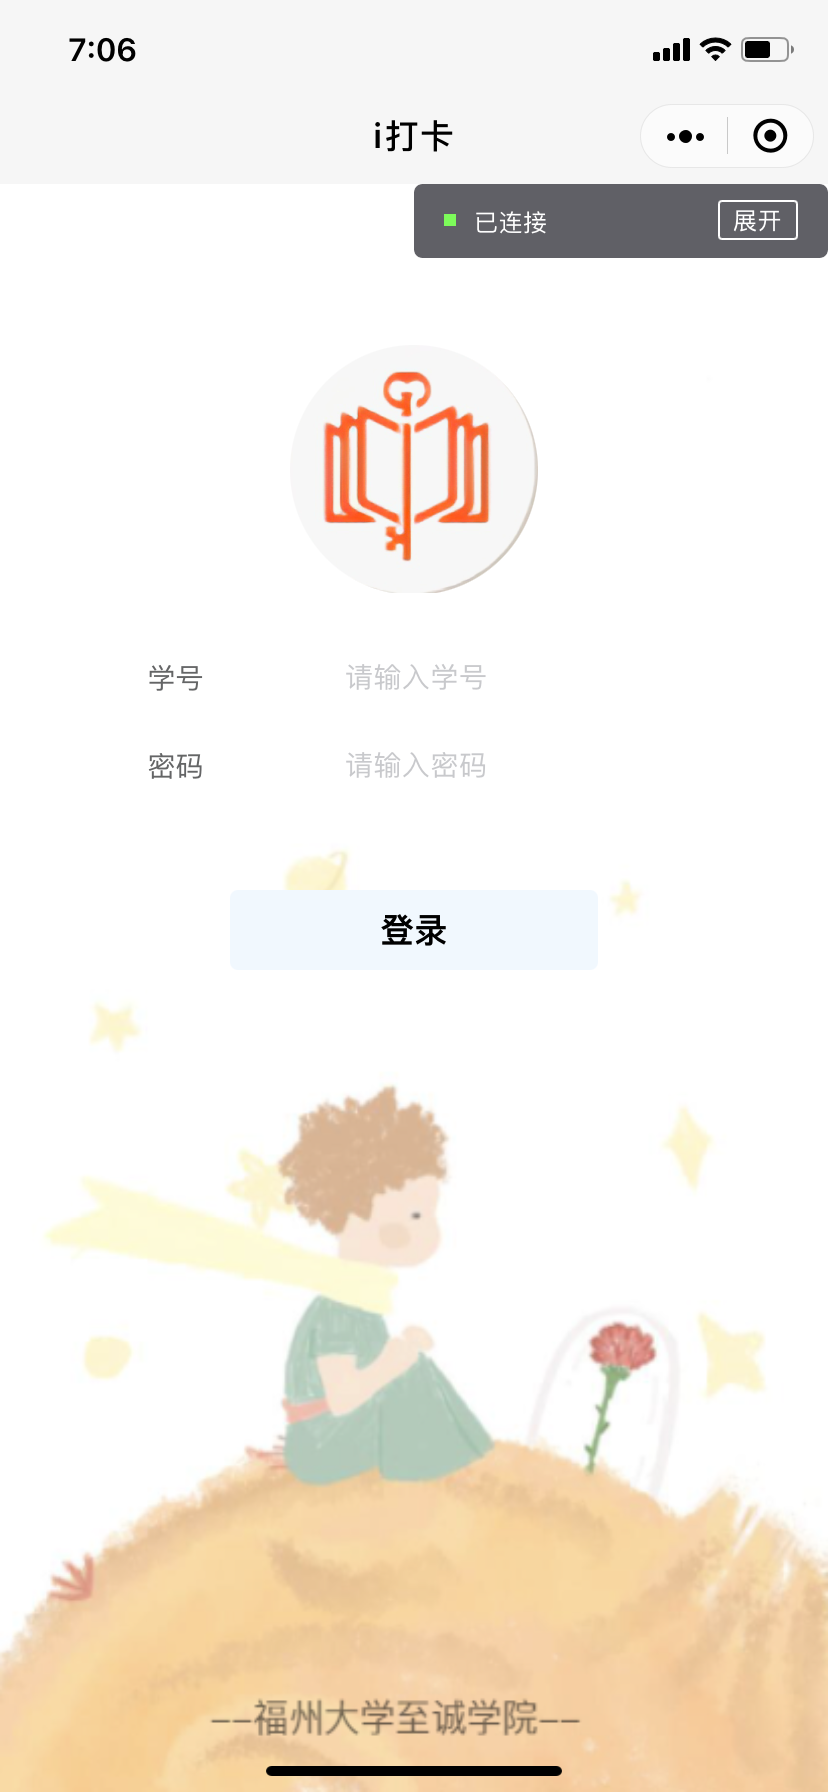 7:06
i打卡
已连接 展开
学号 请输入学号
密码 请输入密码
登录
——福州大学至诚学院——